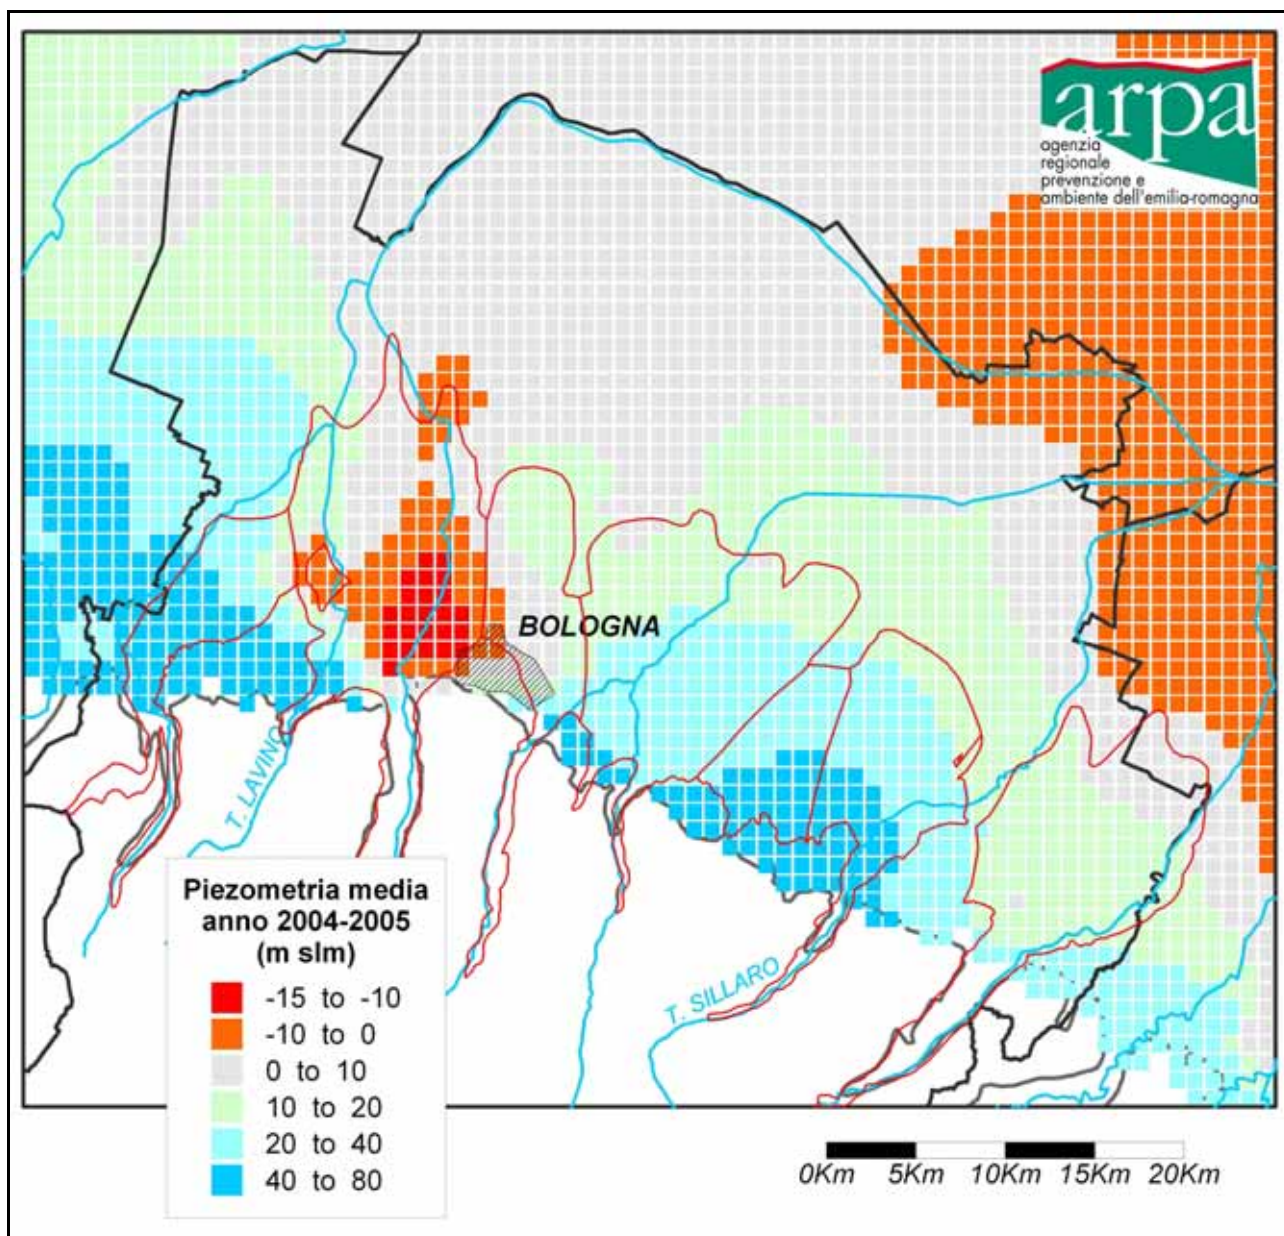 arpa
agenzia
regionale
prevenzione e
ambiente dell'emilia-romagna
BOLOGNA
T. LAVINO
T. SILLARO
Piezometria media
anno 2004-2005
(m slm)
-15 to -10
-10 to 0
0 to 10
10 to 20
20 to 40
40 to 80
0Km 5Km 10Km 15Km 20Km